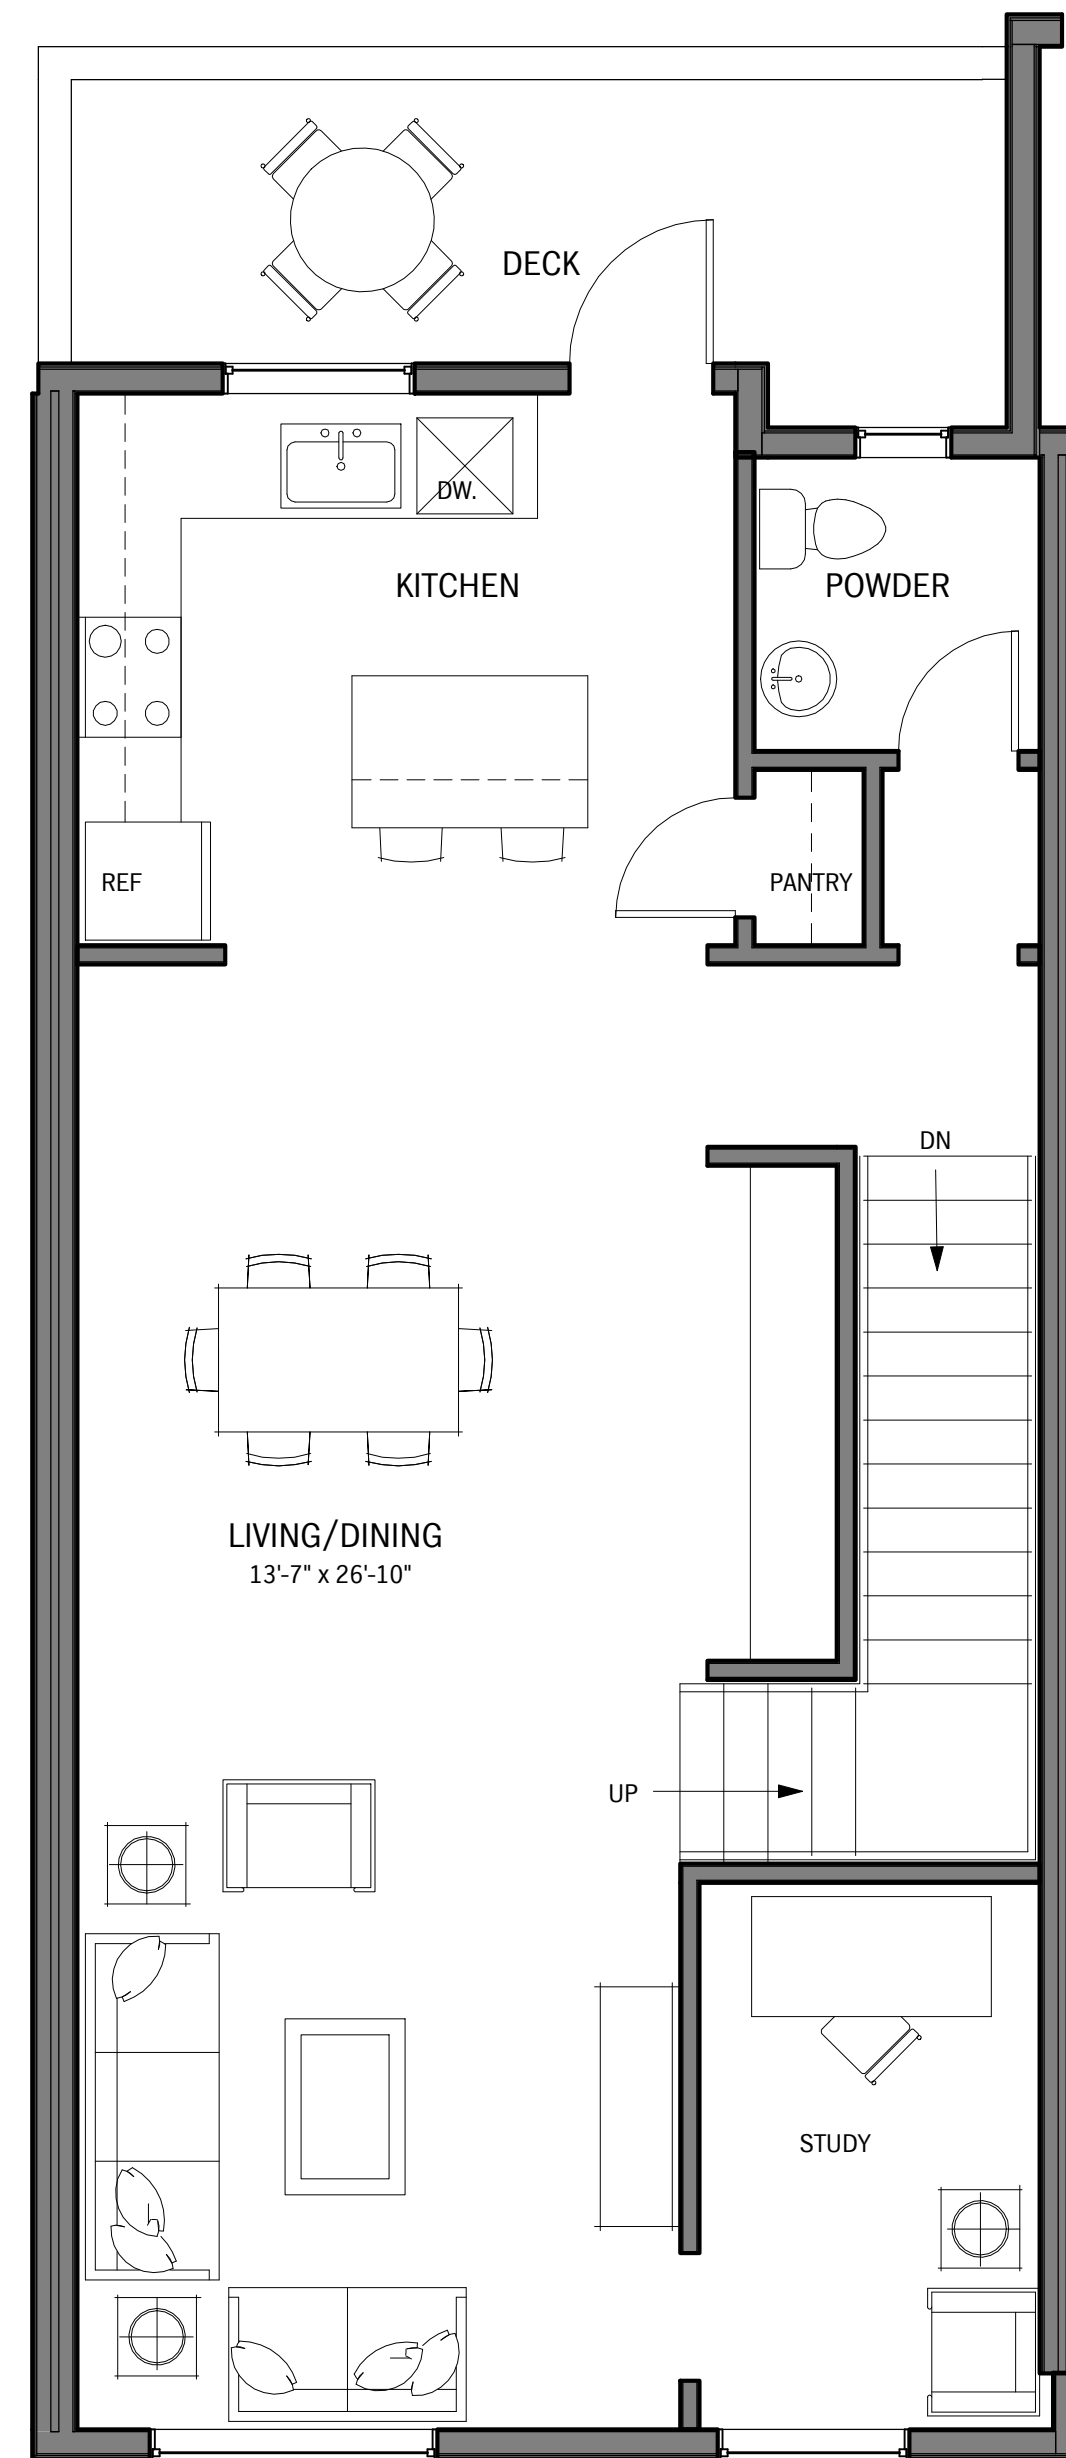 DECK
DW.
KITCHEN
POWDER
REF
PANTRY
DN
LIVING/DINING
13'-7" x 26'-10"
UP
STUDY